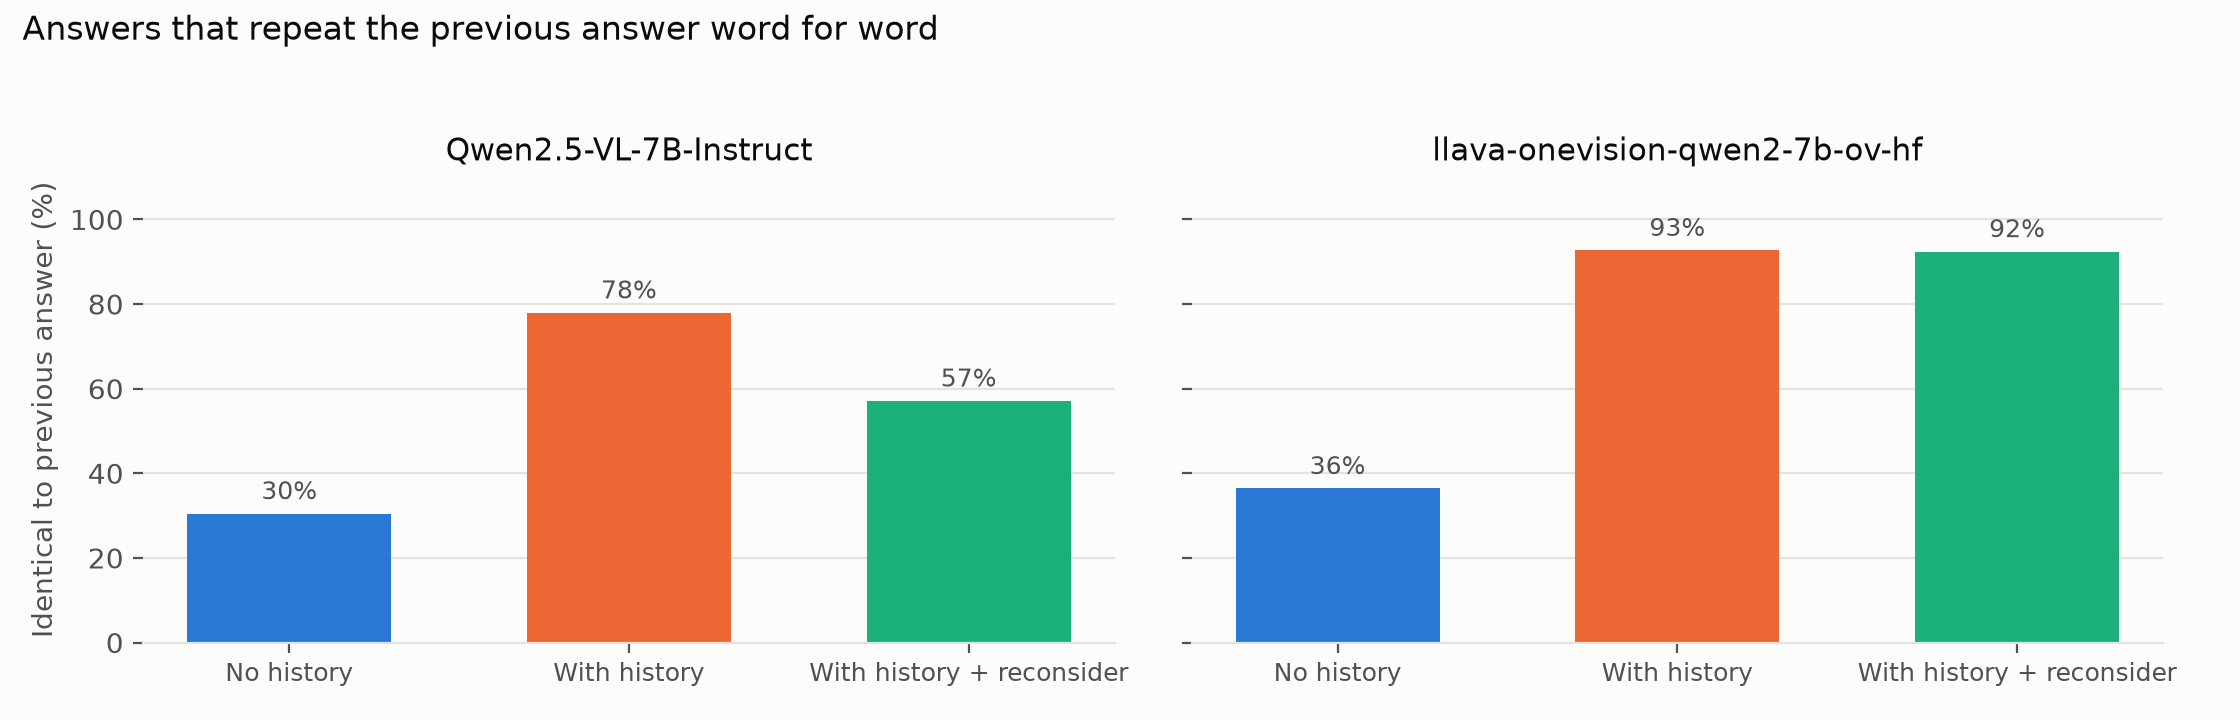 Answers that repeat the previous answer word for word
Qwen2.5-VL-7B-Instruct
Identical to previous answer (%)
100
80
60
40
20
0
30%
78%
57%
No history
With history
With history + reconsider
llava-onevision-qwen2-7b-ov-hf
36%
93%
92%
No history
With history
With history + reconsider